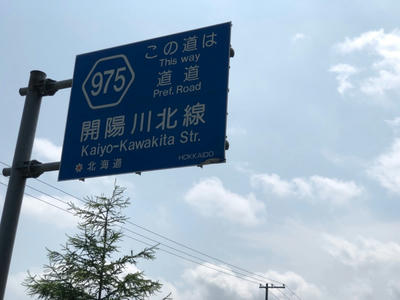 975
この道は
This way
道道
Pref. Road
開陽川北線
Kaiyo-Kawakita Str.
北海道
HOKKAIDO